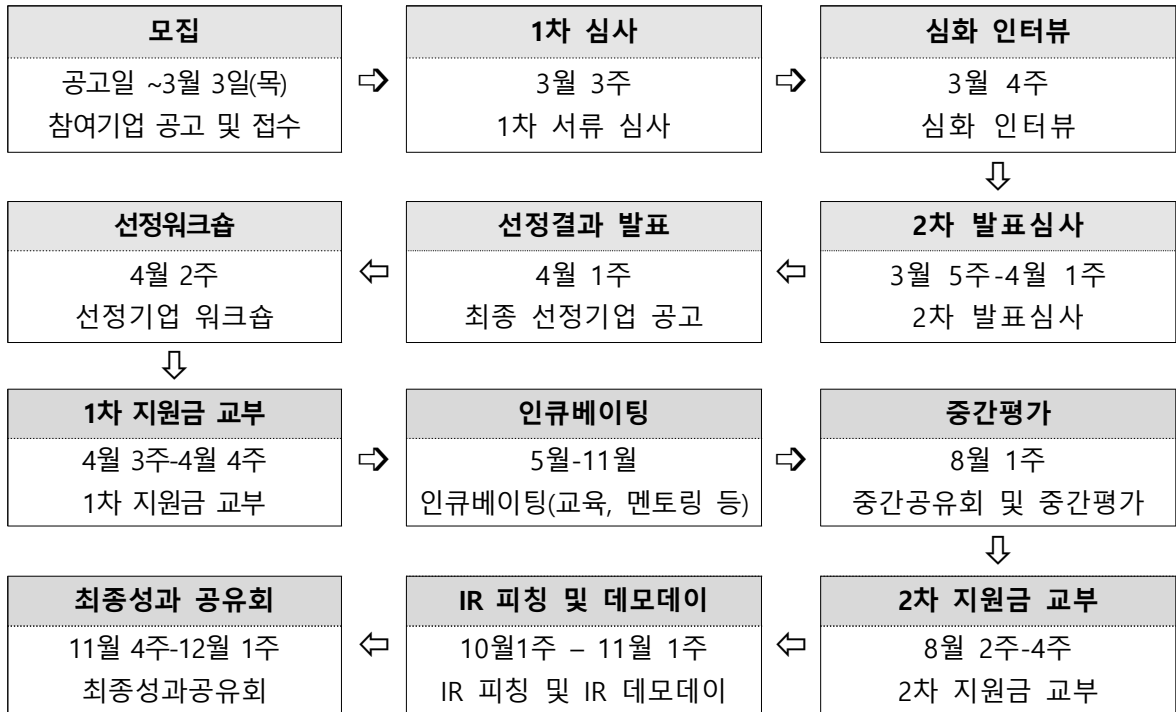 모집
공고일 ~3월 3일(목)
참여기업 공고 및 접수
⇨
1차 심사
3월 3주
1차 서류 심사
⇨
심화 인터뷰
3월 4주
심화 인터뷰
⇩
2차 발표심사
3월 5주-4월 1주
2차 발표심사
⇦
선정결과 발표
4월 1주
최종 선정기업 공고
⇦
선정워크숍
4월 2주
선정기업 워크숍
⇩
1차 지원금 교부
4월 3주-4월 4주
1차 지원금 교부
⇨
인큐베이팅
5월-11월
인큐베이팅(교육, 멘토링 등)
⇨
중간평가
8월 1주
중간공유회 및 중간평가
⇩
2차 지원금 교부
8월 2주-4주
2차 지원금 교부
⇦
IR 피칭 및 데모데이
10월1주 – 11월 1주
IR 피칭 및 IR 데모데이
⇦
최종성과 공유회
11월 4주-12월 1주
최종성과공유회